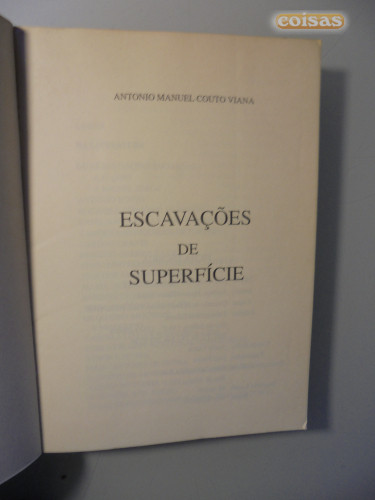 coisas
ANTONIO MANUEL COUTO VIANA
ESCAVAÇÕES
DE
SUPERFÍCIE